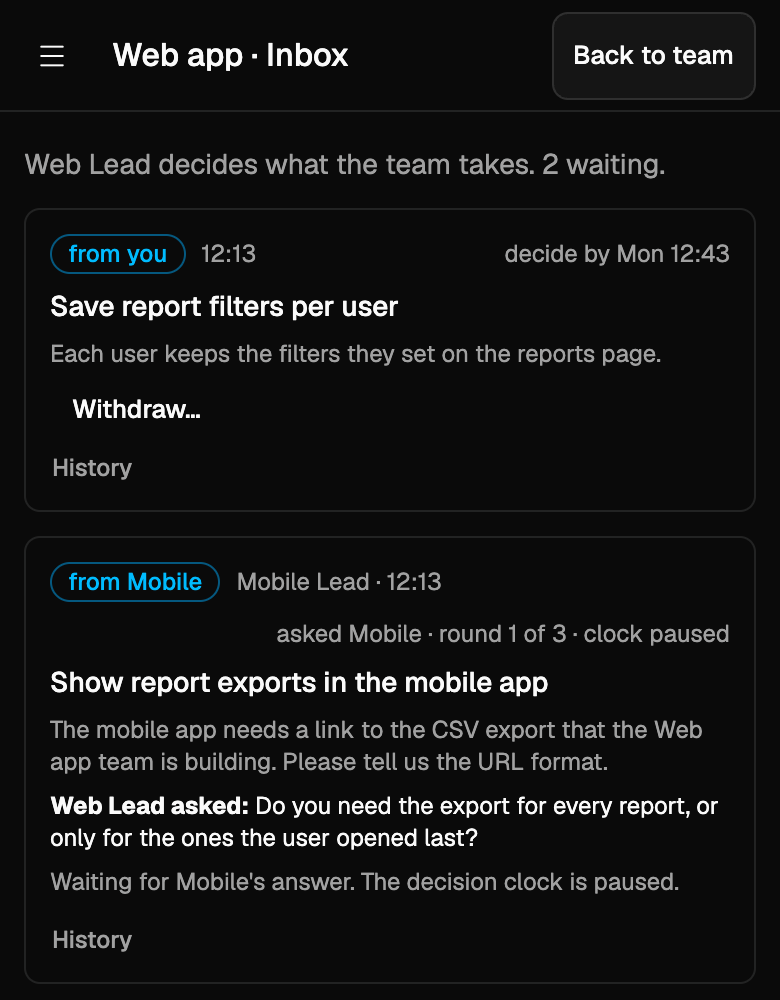 Web app · Inbox
Back to team
Web Lead decides what the team takes. 2 waiting.
from you
12:13
decide by Mon 12:43
Save report filters per user
Each user keeps the filters they set on the reports page.
Withdraw...
History
from Mobile
Mobile Lead · 12:13
asked Mobile · round 1 of 3 · clock paused
Show report exports in the mobile app
The mobile app needs a link to the CSV export that the Web
app team is building. Please tell us the URL format.
Web Lead asked: Do you need the export for every report, or
only for the ones the user opened last?
Waiting for Mobile's answer. The decision clock is paused.
History